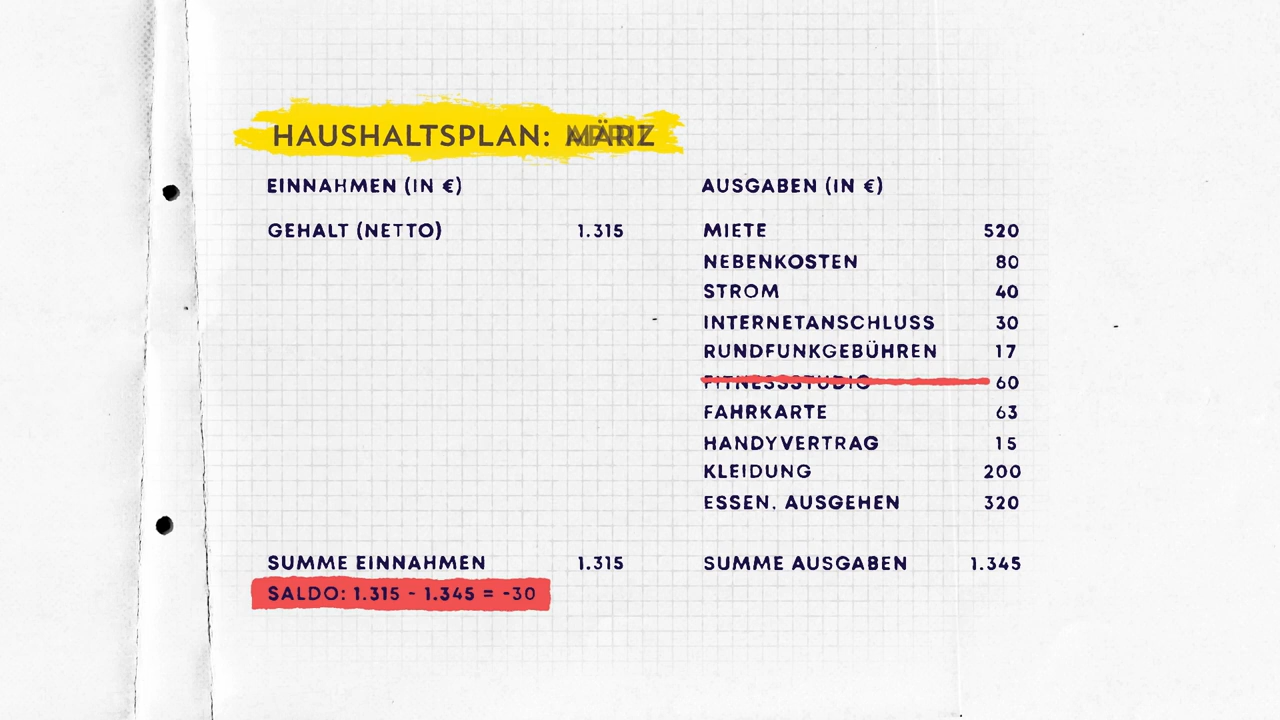 HAUSHALTSPLAN: MÄRZ
EINNAHMEN (IN €)
GEHALT (NETTO) 1.315
SUMME EINNAHMEN 1.315
SALDO: 1.315 - 1.345 = -30
AUSGABEN (IN €)
MIETE 520
NEBENKOSTEN 80
STROM 40
INTERNETANSCHLUSS 30
RUNDFUNKGEBÜHREN 17
FITNESSSTUDIO 60
FAHRKARTE 63
HANDYVERTRAG 15
KLEIDUNG 200
ESSEN, AUSGEHEN 320
SUMME AUSGABEN 1.345